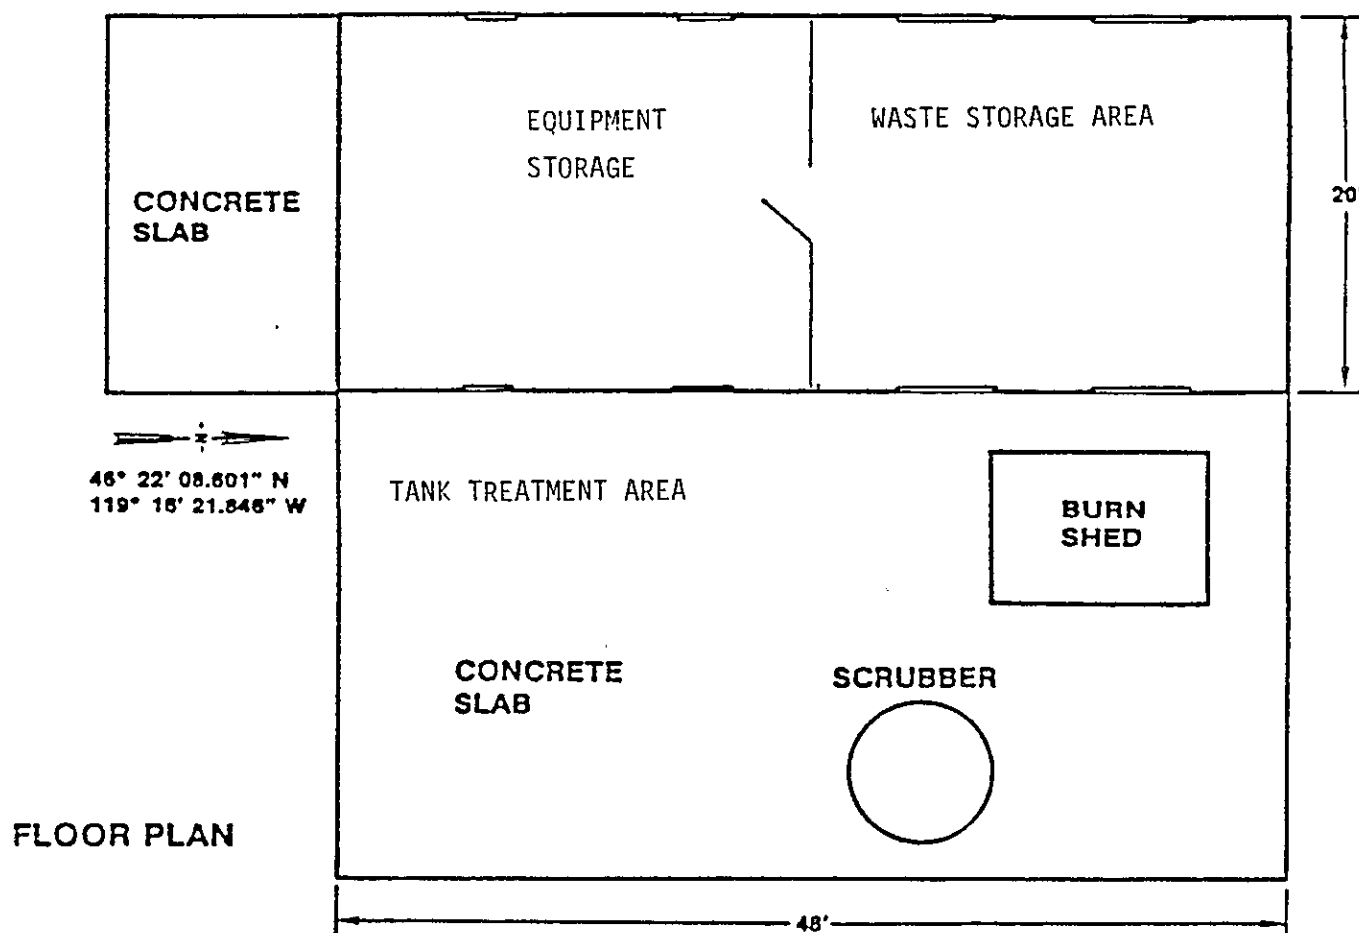 EQUIPMENT
STORAGE
WASTE STORAGE AREA
CONCRETE
SLAB
20'
46° 22' 08.601" N
119° 16' 21.846" W
TANK TREATMENT AREA
BURN
SHED
CONCRETE
SLAB
SCRUBBER
FLOOR PLAN
48'